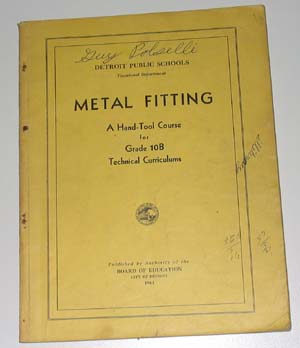 Guy Polselli
DETROIT PUBLIC SCHOOLS
Vocational Department
METAL FITTING
A Hand-Tool Course
for
Grade 10B
Technical Curriculums
Published by Authority of the
BOARD OF EDUCATION
CITY OF DETROIT